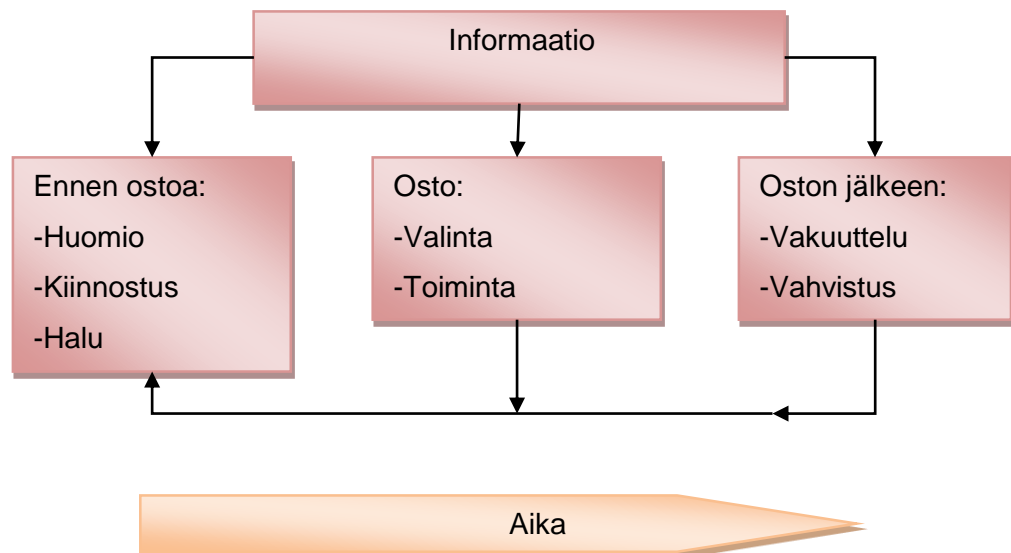 Informaatio
Ennen ostoa:
-Huomio
-Kiinnostus
-Halu
Osto:
-Valinta
-Toiminta
Oston jälkeen:
-Vakuuttelu
-Vahvistus
Aika